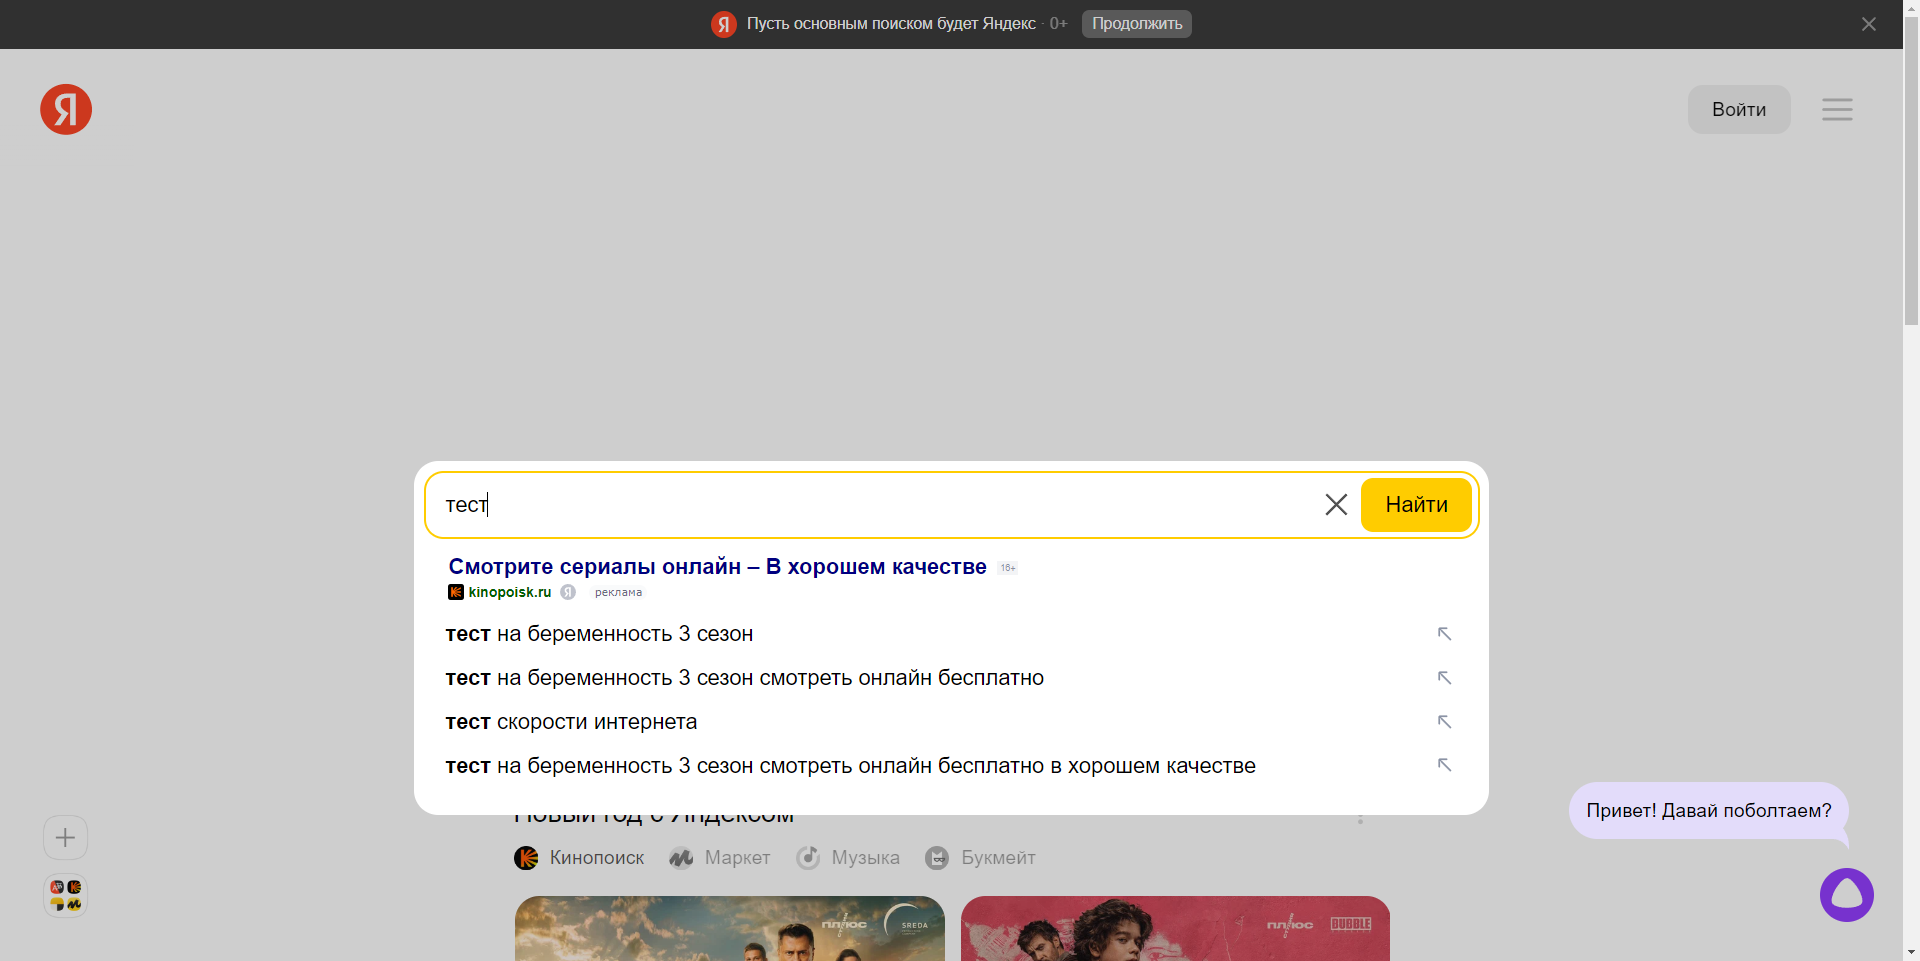 Я Пусть основным поиском будет Яндекс · 0+ Продолжить
Я
Войти
тест
Найти
Смотрите сериалы онлайн – В хорошем качестве 16+
kinopoisk.ru Я реклама
тест на беременность 3 сезон
тест на беременность 3 сезон смотреть онлайн бесплатно
тест скорости интернета
тест на беременность 3 сезон смотреть онлайн бесплатно в хорошем качестве
Новый год с Яндексом
Привет! Давай поболтаем?
Кинопоиск Маркет Музыка Букмейт
плюс SREDA
плюс BUBBLE